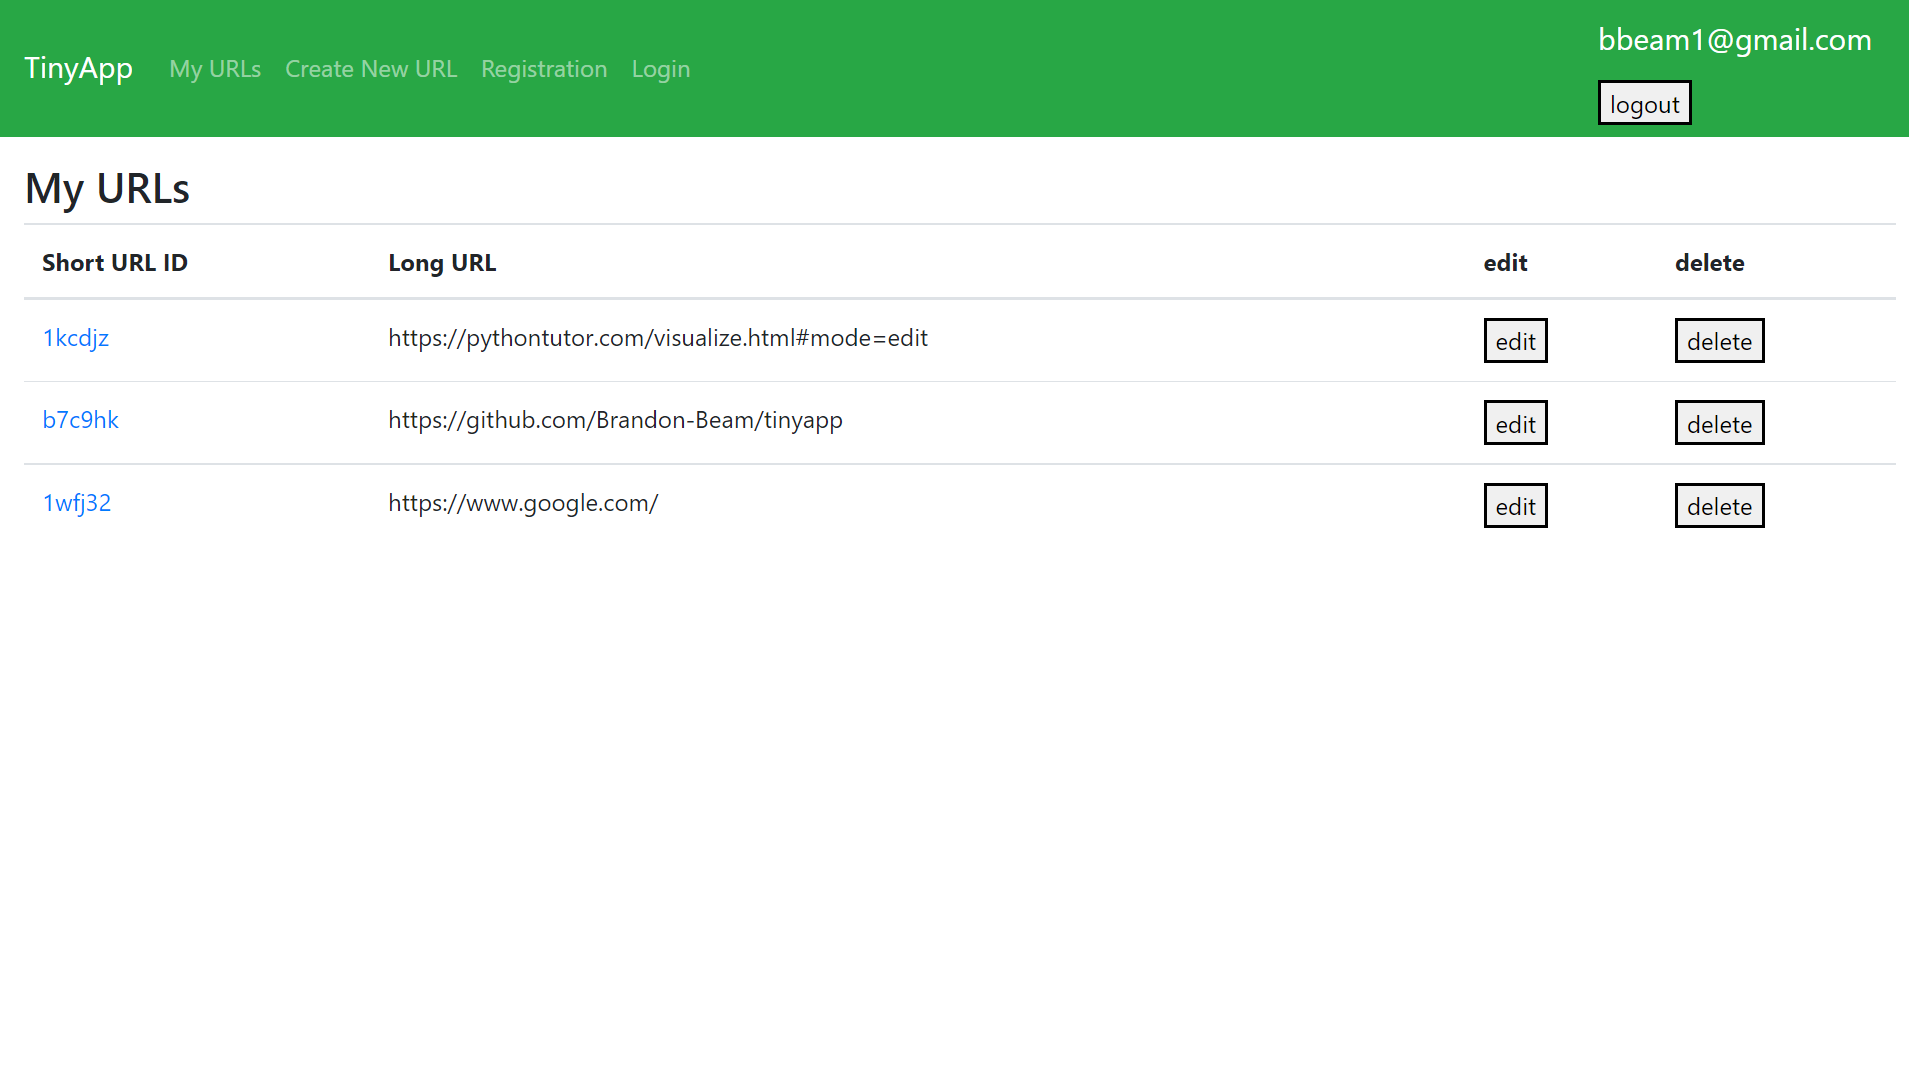 TinyApp My URLs Create New URL Registration Login
bbeam1@gmail.com
logout
My URLs
Short URL ID Long URL edit delete
1kcdjz https://pythontutor.com/visualize.html#mode=edit edit delete
b7c9hk https://github.com/Brandon-Beam/tinyapp edit delete
1wfj32 https://www.google.com/ edit delete